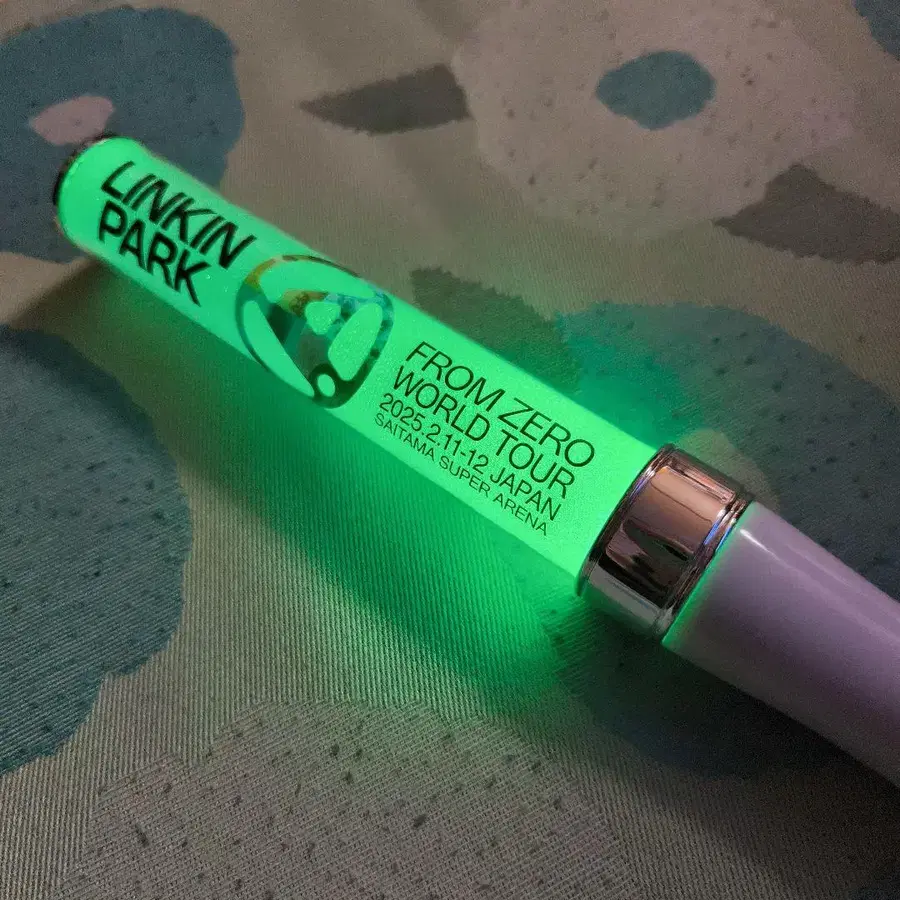 LINKIN
PARK
FROM ZERO
WORLD TOUR
2025.2.11-12 JAPAN
SAITAMA SUPER ARENA